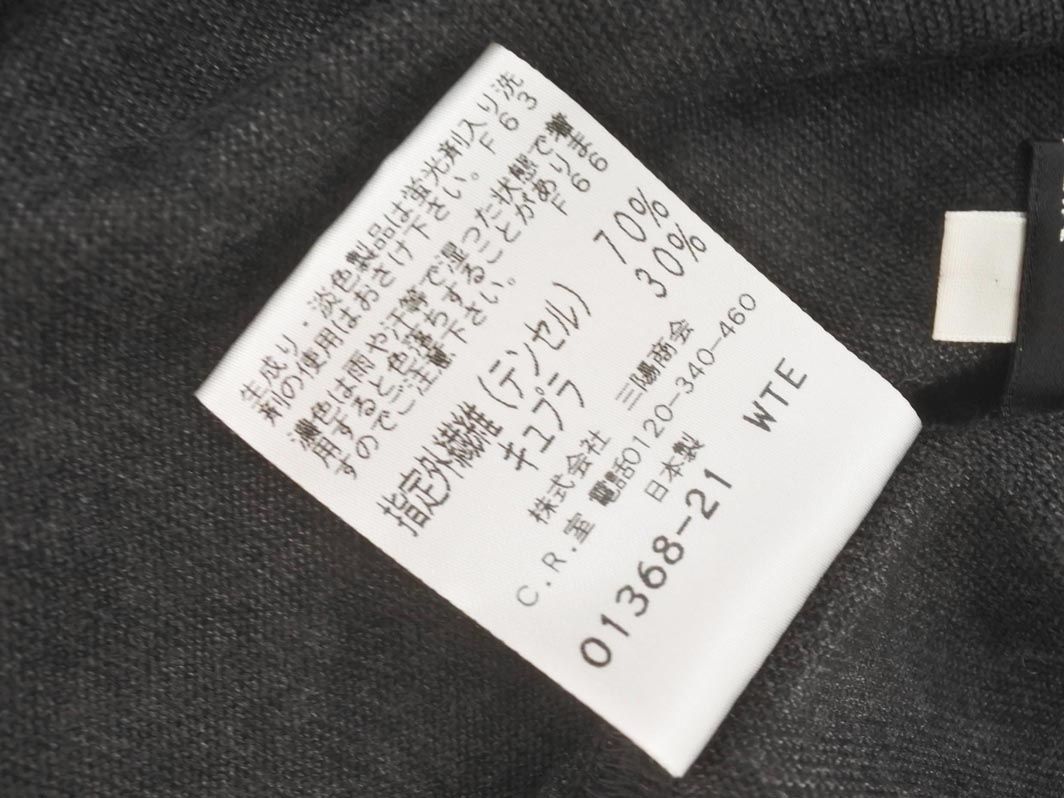 生成り・淡色製品は蛍光剤入り洗
剤の使用はおさけ下さい。 F63
濃色は雨や汗等で湿った状態で着
用すると色落ちすることがありま
すのでご注意下さい。 F66
指定外繊維(テンセル) 70%
キュプラ 30%
株式会社 三陽商会
C.R.室 電話0120-340-460
日本製
01368-21 WTE